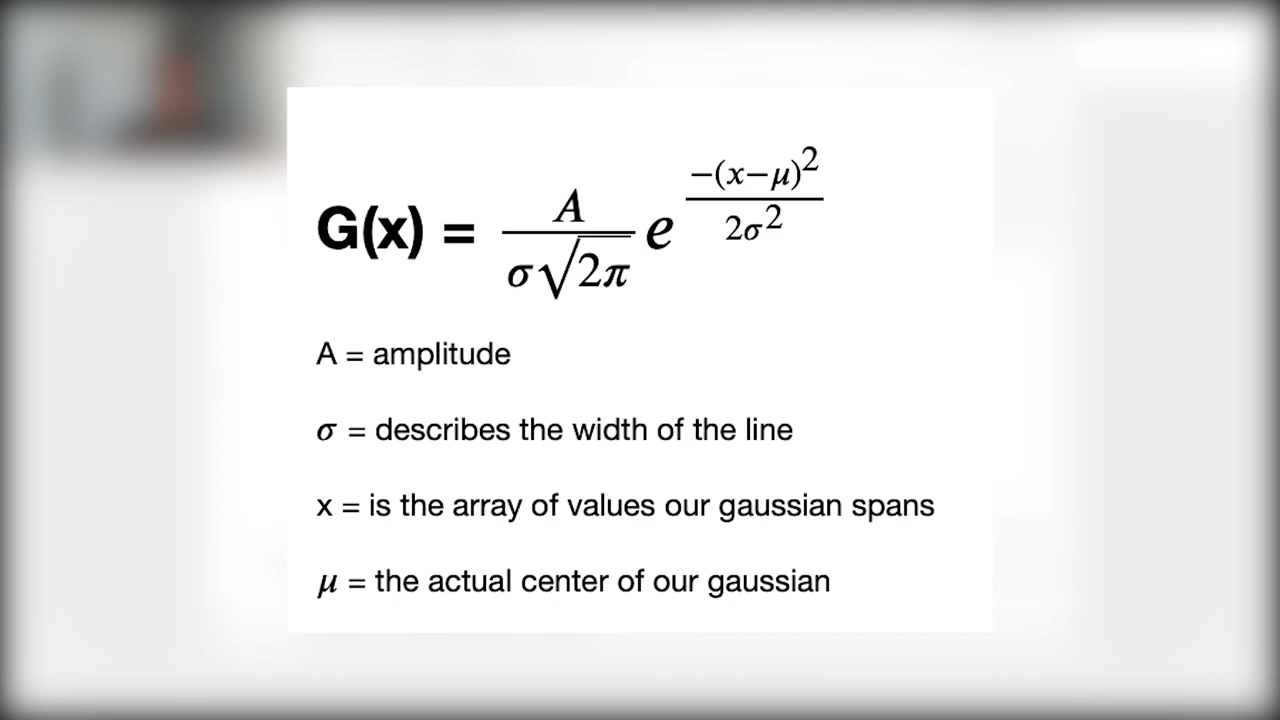 G(x) = A/(σ√2π) e^(−(x−μ)²/2σ²)
A = amplitude
σ = describes the width of the line
x = is the array of values our gaussian spans
μ = the actual center of our gaussian